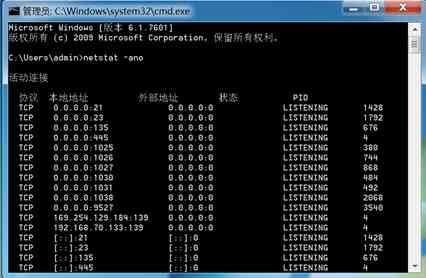 管理员: C:\Windows\system32\cmd.exe
Microsoft Windows [版本 6.1.7601]
版权所有 (c) 2009 Microsoft Corporation。保留所有权利。
C:\Users\admin>netstat -ano
活动连接
协议 本地地址 外部地址 状态 PID
TCP 0.0.0.0:21 0.0.0.0:0 LISTENING 1428
TCP 0.0.0.0:23 0.0.0.0:0 LISTENING 1792
TCP 0.0.0.0:135 0.0.0.0:0 LISTENING 676
TCP 0.0.0.0:445 0.0.0.0:0 LISTENING 4
TCP 0.0.0.0:1025 0.0.0.0:0 LISTENING 380
TCP 0.0.0.0:1026 0.0.0.0:0 LISTENING 744
TCP 0.0.0.0:1027 0.0.0.0:0 LISTENING 868
TCP 0.0.0.0:1030 0.0.0.0:0 LISTENING 484
TCP 0.0.0.0:1031 0.0.0.0:0 LISTENING 492
TCP 0.0.0.0:1038 0.0.0.0:0 LISTENING 2068
TCP 0.0.0.0:9527 0.0.0.0:0 LISTENING 3540
TCP 169.254.129.184:139 0.0.0.0:0 LISTENING 4
TCP 192.168.70.133:139 0.0.0.0:0 LISTENING 4
TCP [::]:21 [::]:0 LISTENING 1428
TCP [::]:23 [::]:0 LISTENING 1792
TCP [::]:135 [::]:0 LISTENING 676
TCP [::]:445 [::]:0 LISTENING 4